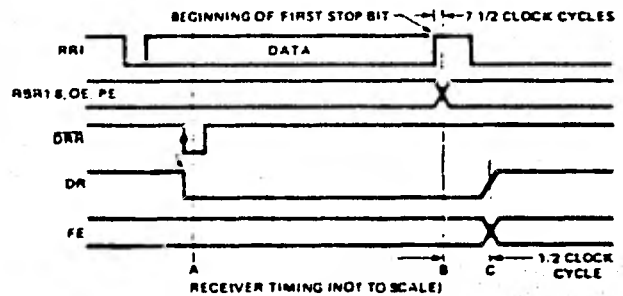 BEGINNING OF FIRST STOP BIT
7 1/2 CLOCK CYCLES
RRI
DATA
RBR1-8, OE, PE
DRR
DR
FE
A
B
C
1/2 CLOCK
CYCLE
RECEIVER TIMING (NOT TO SCALE)